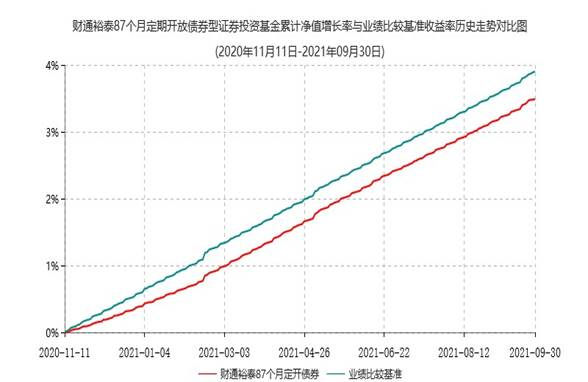 财通裕泰87个月定期开放债券型证券投资基金累计净值增长率与业绩比较基准收益率历史走势对比图
(2020年11月11日-2021年09月30日)
4%
3%
2%
1%
0%
2020-11-11 2021-01-04 2021-03-03 2021-04-26 2021-06-22 2021-08-12 2021-09-30
财通裕泰87个月定开债券 业绩比较基准